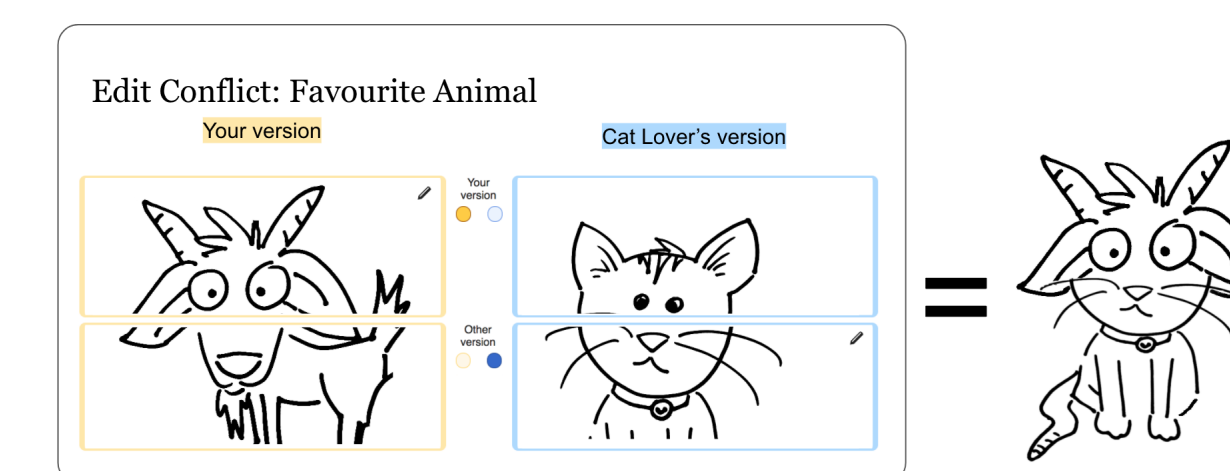 Edit Conflict: Favourite Animal
Your version
Cat Lover’s version
Your
version
Other
version
=